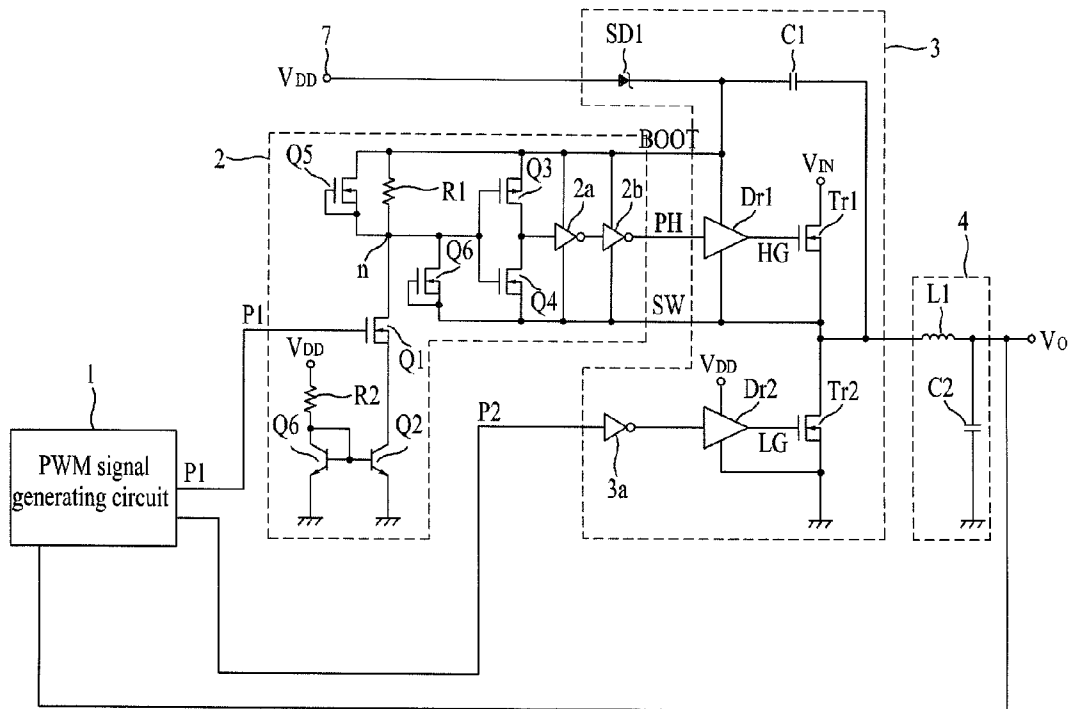 SD1
C1
3
7
VDD
BOOT
2
Q5
R1
Q3
2a
2b
VIN
Dr1
Tr1
PH
HG
4
n
Q6
Q4
SW
L1
P1
Q1
VO
VDD
VDD
Dr2
Tr2
C2
1
R2
P2
Q6
Q2
LG
3a
PWM signal
generating circuit
P1